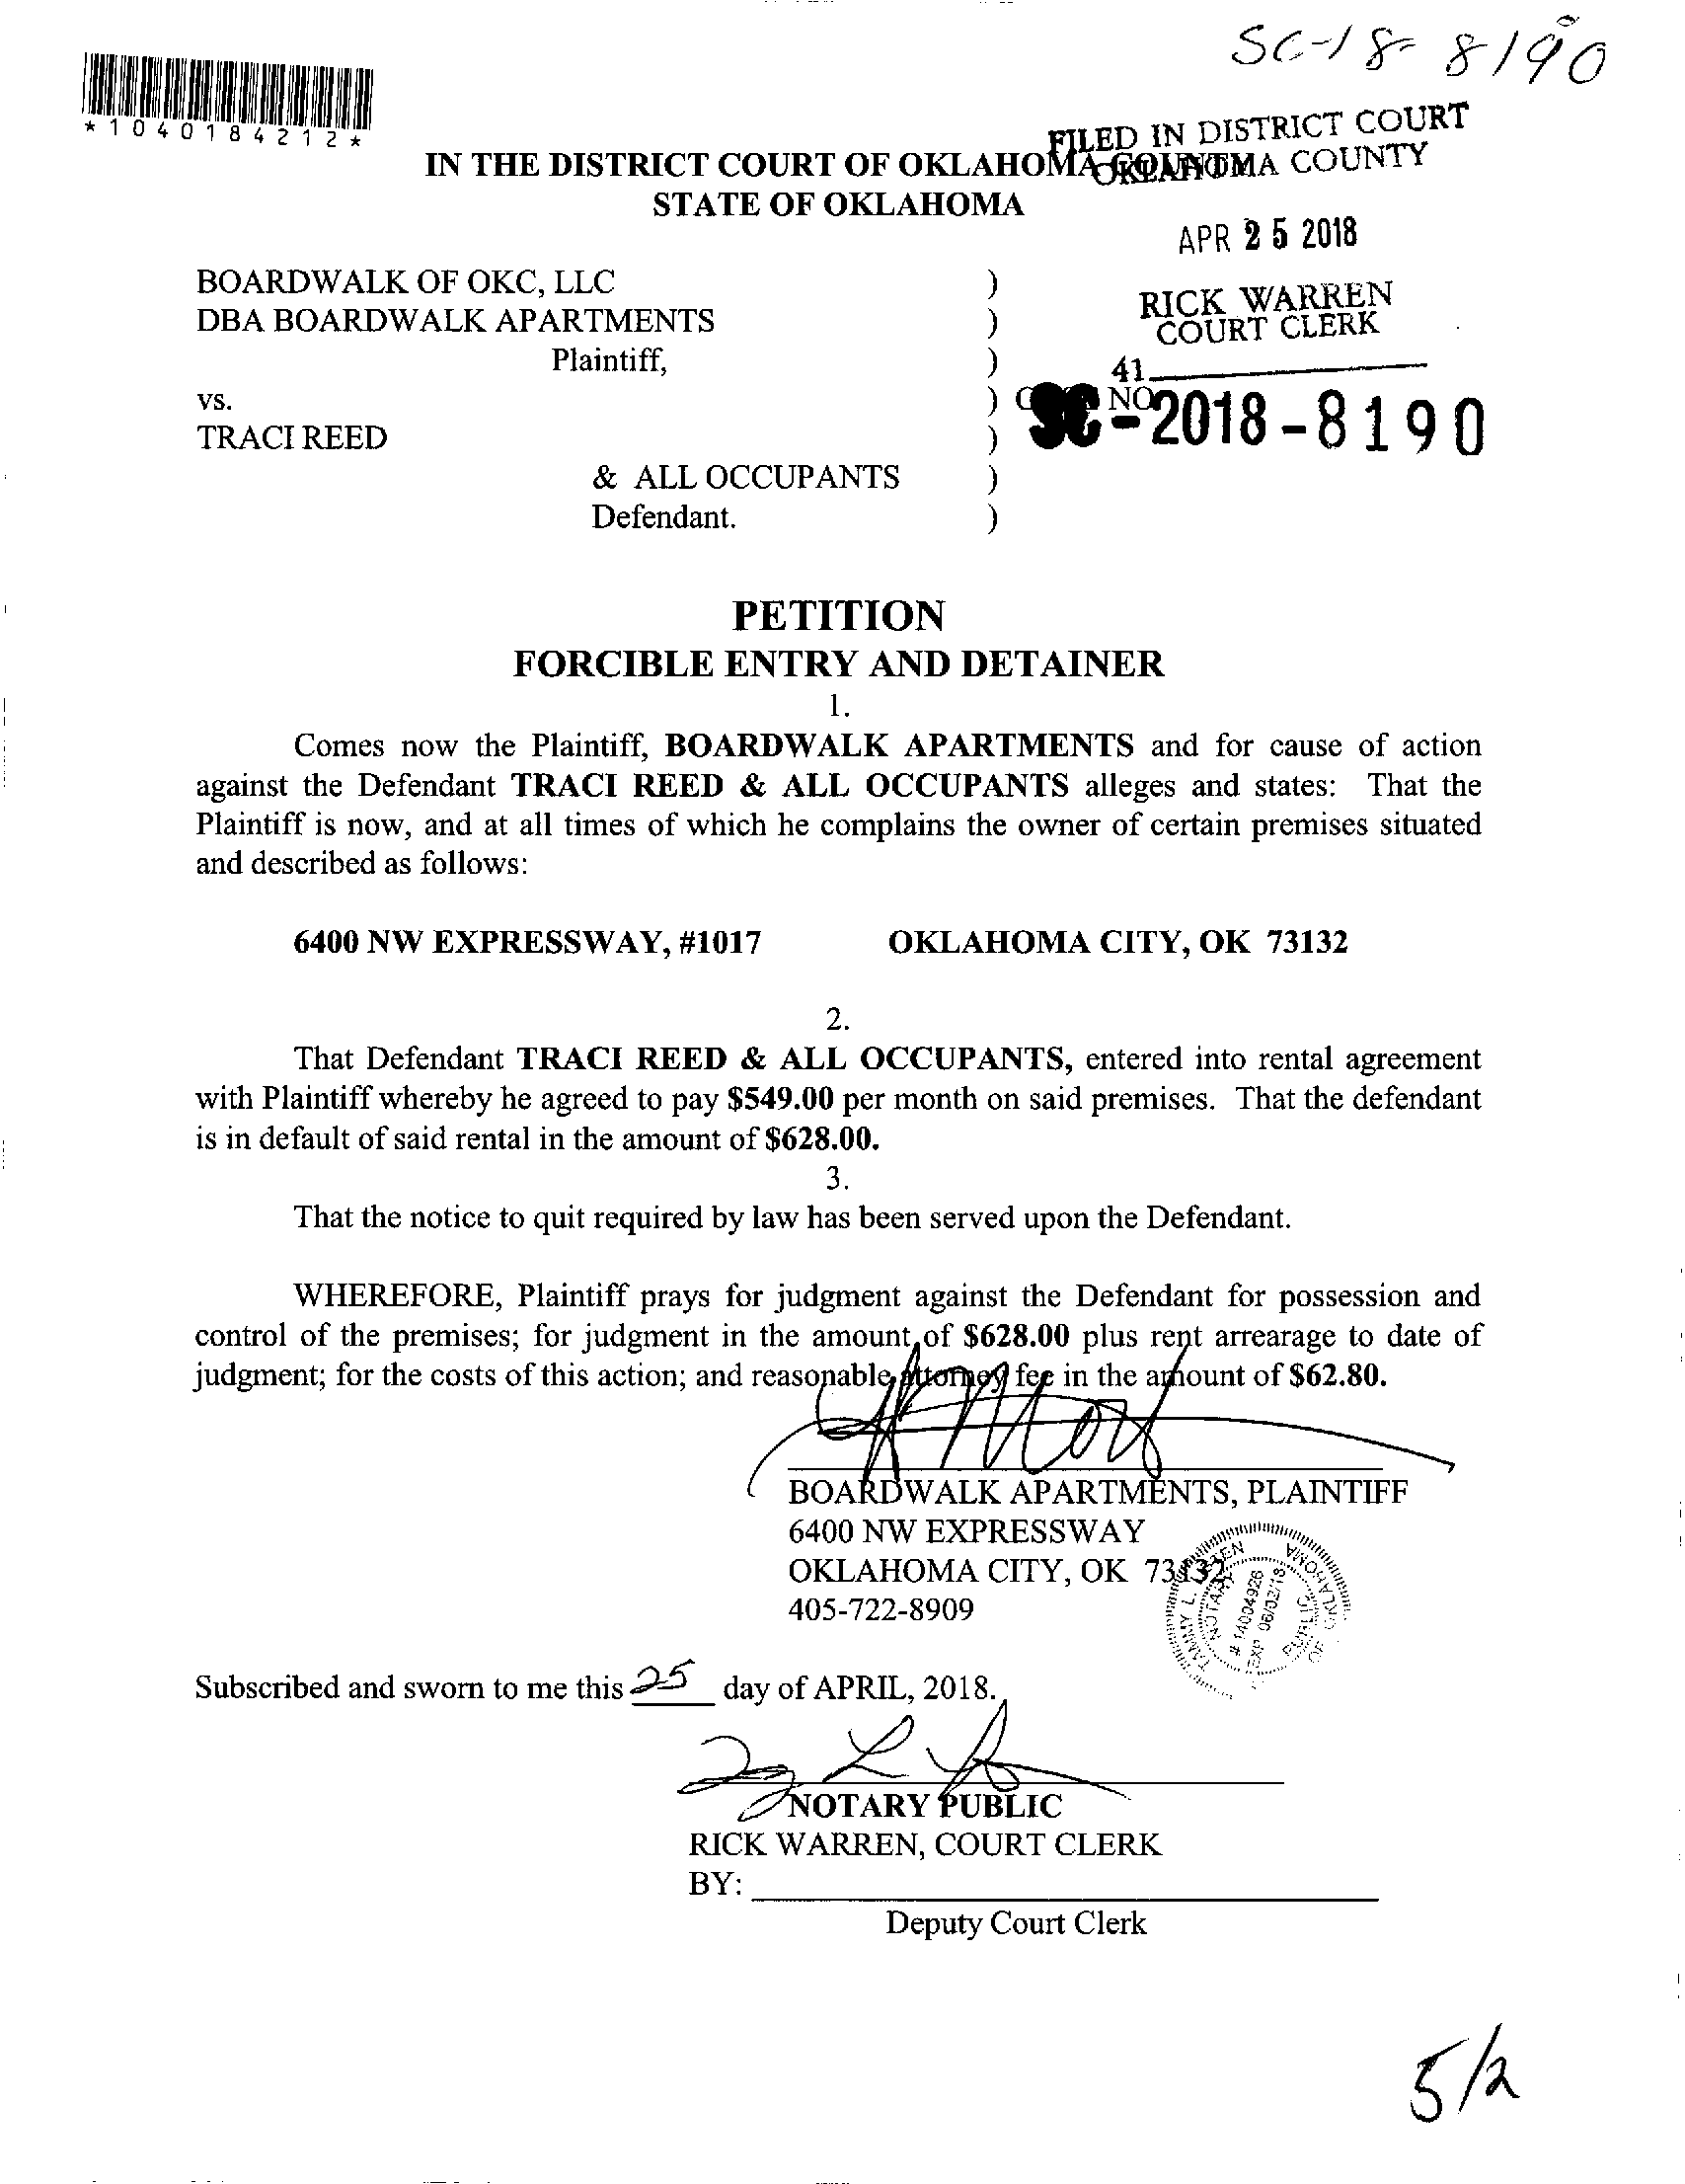 SC-18-8190
*1040184212*
FILED IN DISTRICT COURT
OKLAHOMA COUNTY
IN THE DISTRICT COURT OF OKLAHOMA COUNTY
STATE OF OKLAHOMA
APR 25 2018
BOARDWALK OF OKC, LLC )
DBA BOARDWALK APARTMENTS )
RICK WARREN
COURT CLERK
Plaintiff, )
41
vs. ) NO
SC-2018-8190
TRACI REED )
& ALL OCCUPANTS )
Defendant. )
PETITION
FORCIBLE ENTRY AND DETAINER
1.
Comes now the Plaintiff, BOARDWALK APARTMENTS and for cause of action
against the Defendant TRACI REED & ALL OCCUPANTS alleges and states: That the
Plaintiff is now, and at all times of which he complains the owner of certain premises situated
and described as follows:
6400 NW EXPRESSWAY, #1017 OKLAHOMA CITY, OK 73132
2.
That Defendant TRACI REED & ALL OCCUPANTS, entered into rental agreement
with Plaintiff whereby he agreed to pay $549.00 per month on said premises. That the defendant
is in default of said rental in the amount of $628.00.
3.
That the notice to quit required by law has been served upon the Defendant.
WHEREFORE, Plaintiff prays for judgment against the Defendant for possession and
control of the premises; for judgment in the amount of $628.00 plus rent arrearage to date of
judgment; for the costs of this action; and reasonable attorney fee in the amount of $62.80.
BOARDWALK APARTMENTS, PLAINTIFF
6400 NW EXPRESSWAY
OKLAHOMA CITY, OK 73132
405-722-8909
TAMMY L.
NOTARY PUBLIC
# 14004926
EXP. 06/02/18
OF OKLAHOMA
Subscribed and sworn to me this 25 day of APRIL, 2018.
NOTARY PUBLIC
RICK WARREN, COURT CLERK
BY:
Deputy Court Clerk
5/2